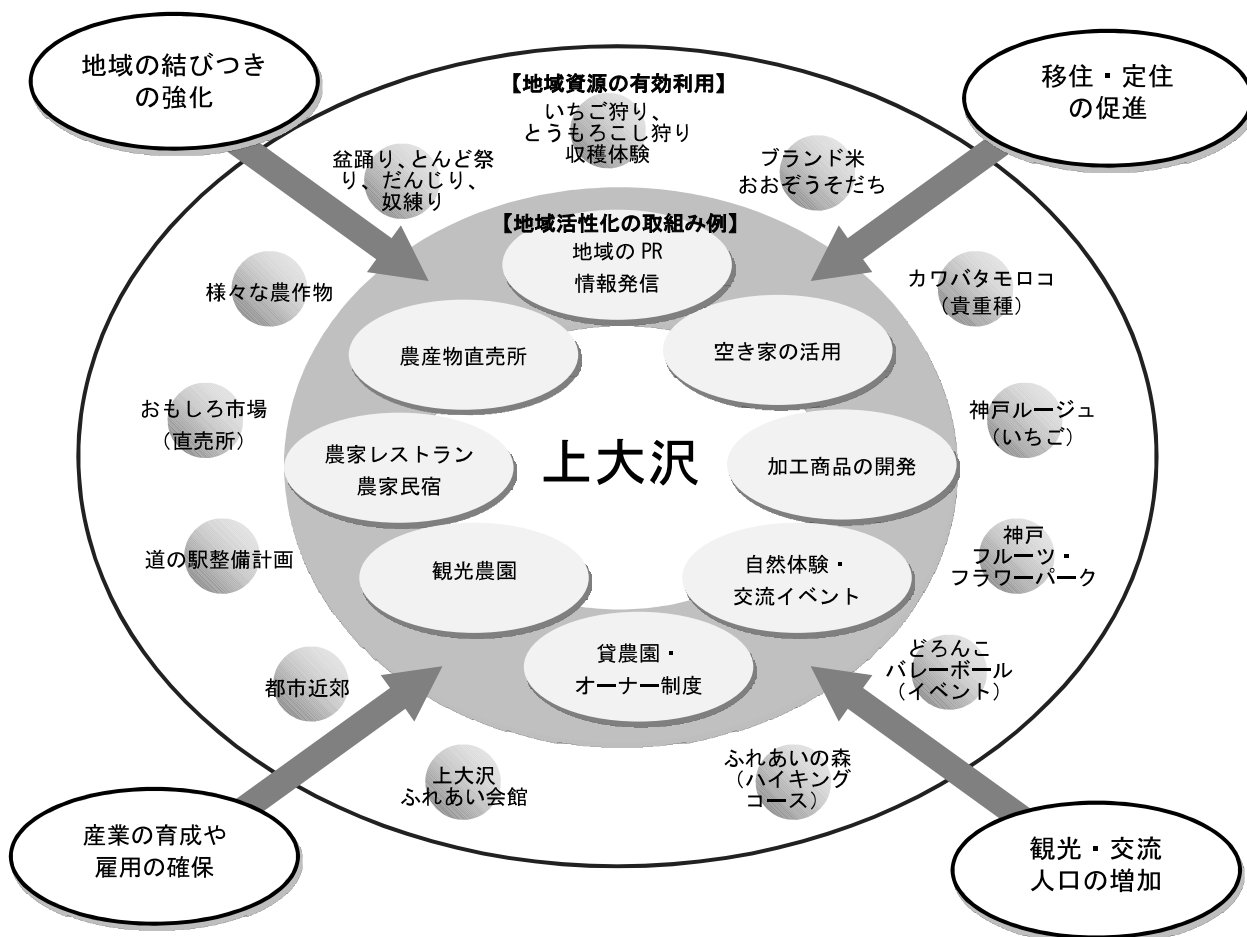 地域の結びつき
の強化
移住・定住
の促進
【地域資源の有効利用】
いちご狩り、
とうもろこし狩り
収穫体験
盆踊り、とんど祭
り、だんじり、
奴練り
ブランド米
おおぞうそだち
様々な農作物
カワバタモロコ
(貴重種)
おもしろ市場
(直売所)
神戸ルージュ
(いちご)
道の駅整備計画
神戸
フルーツ・
フラワーパーク
都市近郊
どろんこ
バレーボール
(イベント)
上大沢
ふれあい会館
ふれあいの森
(ハイキング
コース)
【地域活性化の取組み例】
地域の PR
情報発信
農産物直売所
空き家の活用
農家レストラン
農家民宿
上大沢
加工商品の開発
観光農園
自然体験・
交流イベント
貸農園・
オーナー制度
産業の育成や
雇用の確保
観光・交流
人口の増加